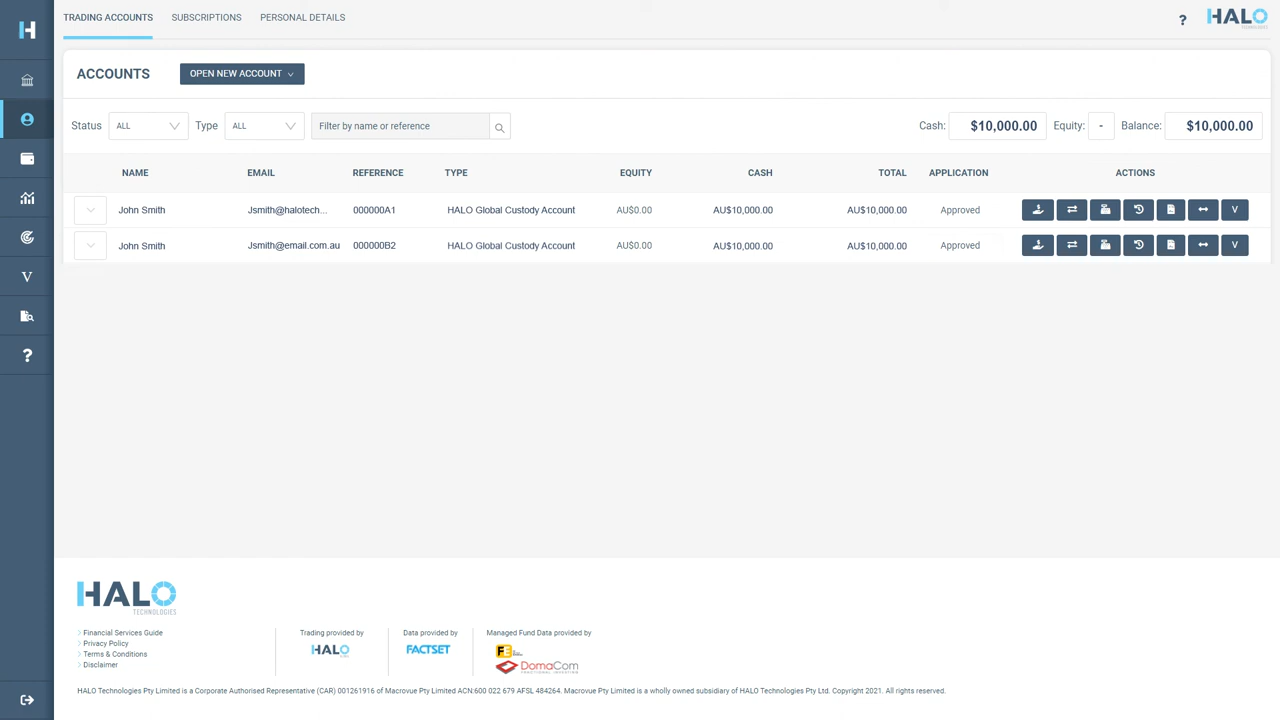 H
TRADING ACCOUNTS SUBSCRIPTIONS PERSONAL DETAILS
? HALO
TECHNOLOGIES
ACCOUNTS OPEN NEW ACCOUNT
Status ALL Type ALL Filter by name or reference Cash: $10,000.00 Equity: - Balance: $10,000.00
NAME EMAIL REFERENCE TYPE EQUITY CASH TOTAL APPLICATION ACTIONS
John Smith Jsmith@halotech... 000000A1 HALO Global Custody Account AU$0.00 AU$10,000.00 AU$10,000.00 Approved V
John Smith Jsmith@email.com.au 000000B2 HALO Global Custody Account AU$0.00 AU$10,000.00 AU$10,000.00 Approved V
V
?
HALO
TECHNOLOGIES
Financial Services Guide
Privacy Policy
Terms & Conditions
Disclaimer
Trading provided by
HALO
Data provided by
FACTSET
Managed Fund Data provided by
FE
DomaCom
FRACTIONAL INVESTING
HALO Technologies Pty Limited is a Corporate Authorised Representative (CAR) 001261916 of Macrovue Pty Limited ACN:600 022 679 AFSL 484264. Macrovue Pty Limited is a wholly owned subsidiary of HALO Technologies Pty Ltd. Copyright 2021. All rights reserved.